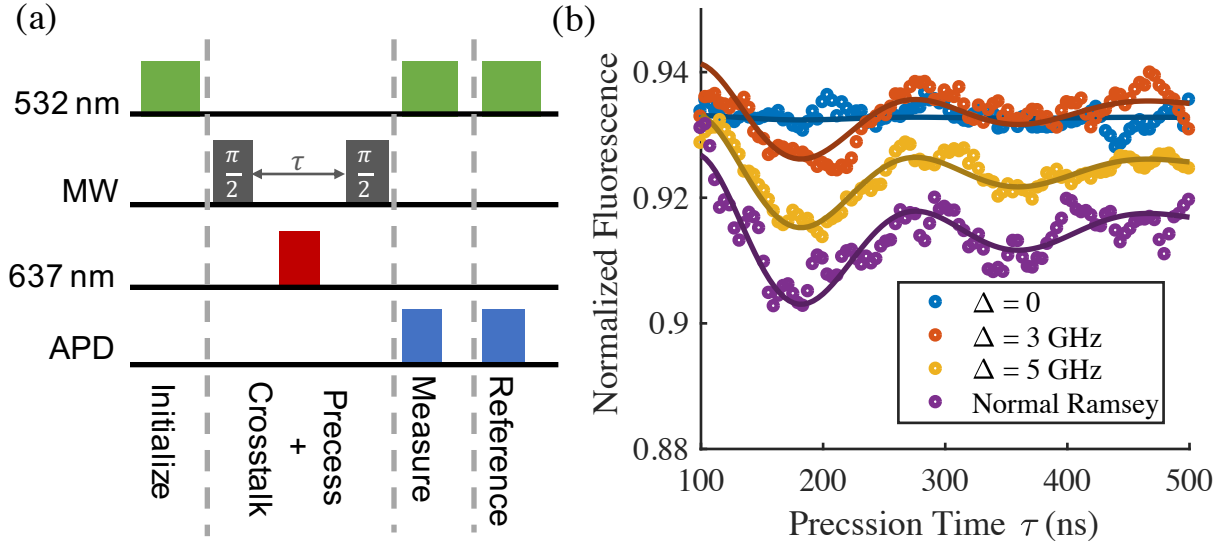 (a)
532 nm
π/2
τ
π/2
MW
637 nm
APD
Initialize
Crosstalk
+
Precess
Measure
Reference
(b)
Normalized Fluorescence
0.94
0.92
0.9
0.88
100
200
300
400
500
Precssion Time τ (ns)
Δ = 0
Δ = 3 GHz
Δ = 5 GHz
Normal Ramsey